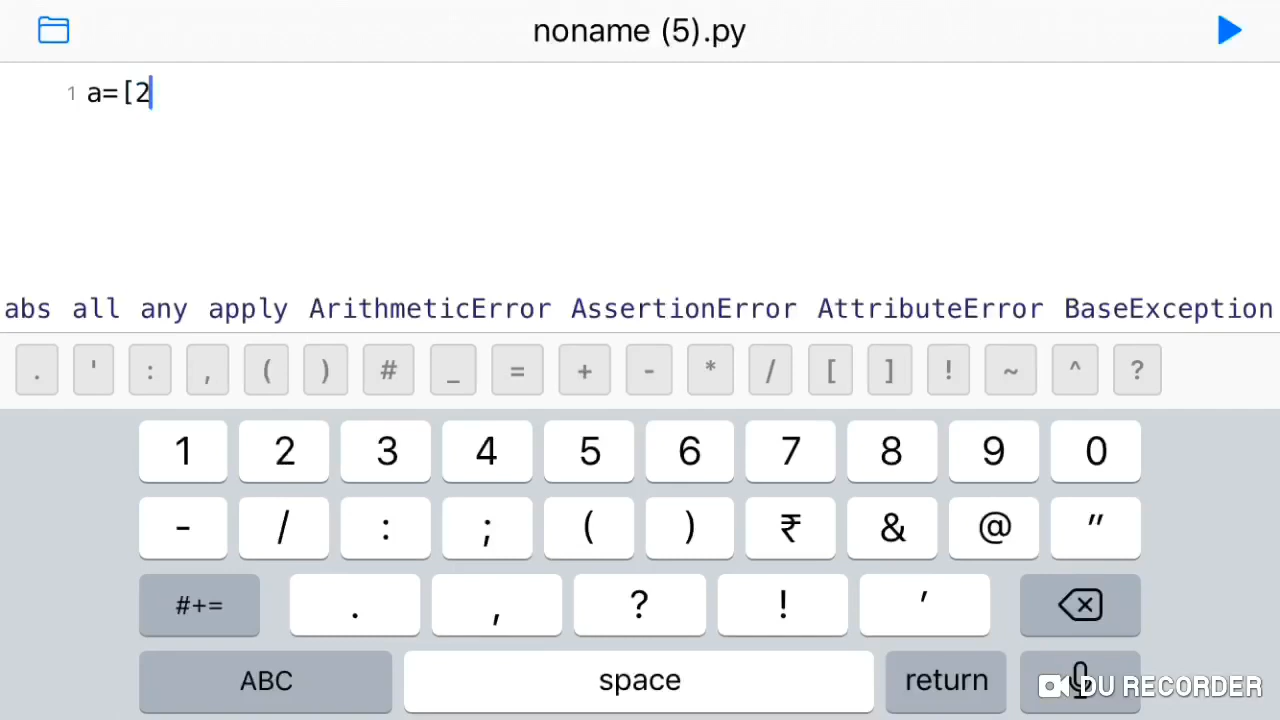 noname (5).py
1 a=[2
abs all any apply ArithmeticError AssertionError AttributeError BaseException
. ' : , ( ) # _ = + - * / [ ] ! ~ ^ ?
1 2 3 4 5 6 7 8 9 0
- / : ; ( ) ₹ & @ "
#+= . , ? ! '
ABC space return
DU RECORDER